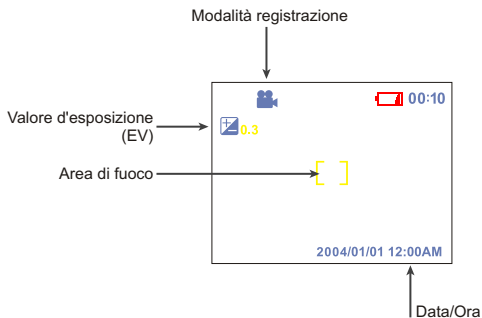 Modalità registrazione
00:10
Valore d'esposizione
(EV)
0.3
Area di fuoco
2004/01/01 12:00AM
Data/Ora